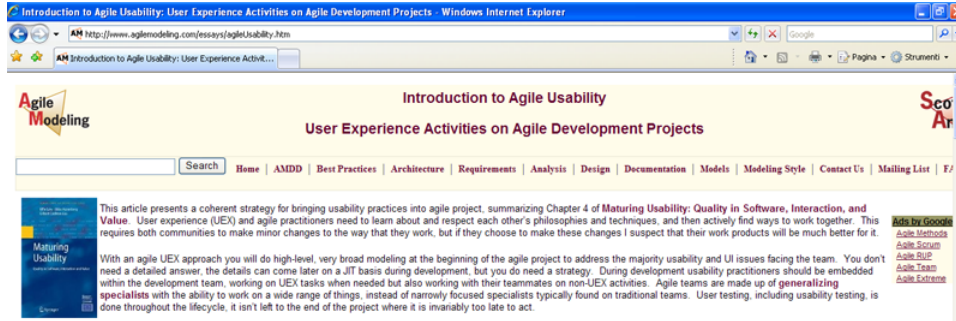 Introduction to Agile Usability: User Experience Activities on Agile Development Projects - Windows Internet Explorer
http://www.agilemodeling.com/essays/agileUsability.htm
Google
Introduction to Agile Usability: User Experience Activit...
Pagina
Strumenti
Agile
Modeling
Introduction to Agile Usability
User Experience Activities on Agile Development Projects
Sco
Search
Home | AMDD | Best Practices | Architecture | Requirements | Analysis | Design | Documentation | Models | Modeling Style | Contact Us | Mailing List | FA
This article presents a coherent strategy for bringing usability practices into agile project, summarizing Chapter 4 of Maturing Usability: Quality in Software, Interaction, and
Value. User experience (UEX) and agile practitioners need to learn about and respect each other's philosophies and techniques, and then actively find ways to work together. This
requires both communities to make minor changes to the way that they work, but if they choose to make these changes I suspect that their work products will be much better for it.
With an agile UEX approach you will do high-level, very broad modeling at the beginning of the agile project to address the majority usability and UI issues facing the team. You don't
need a detailed answer, the details can come later on a JIT basis during development, but you do need a strategy. During development usability practitioners should be embedded
within the development team, working on UEX tasks when needed but also working with their teammates on non-UEX activities. Agile teams are made up of generalizing
specialists with the ability to work on a wide range of things, instead of narrowly focused specialists typically found on traditional teams. User testing, including usability testing, is
done throughout the lifecycle, it isn't left to the end of the project where it is invariably too late to act.
Maturing
Usability
Springer
Ads by Google
Agile Methods
Agile Scrum
Agile RUP
Agile Team
Agile Extreme